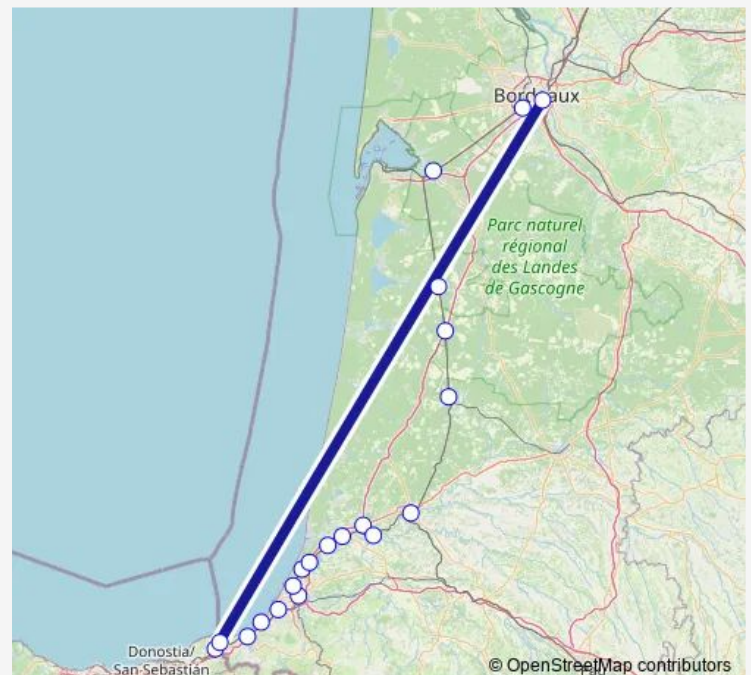 Bordeaux
Parc naturel
régional
des Landes
de Gascogne
Donostia/
San Sebastián
© OpenStreetMap contributors